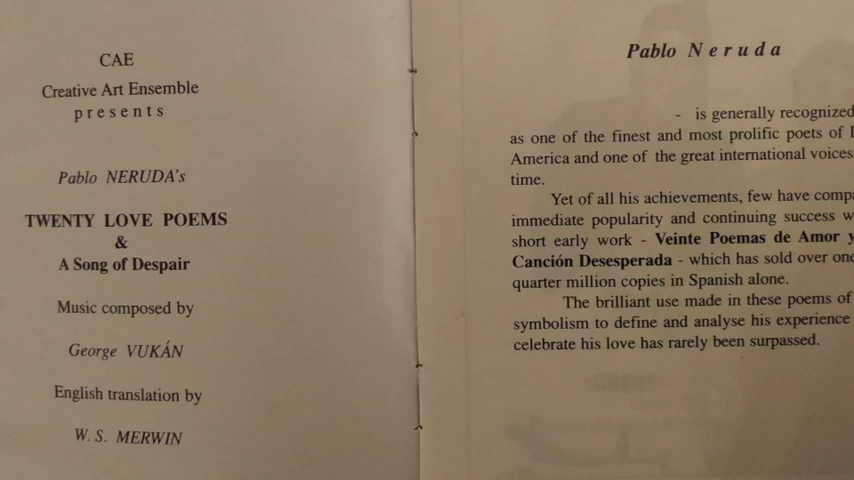 CAE
Creative Art Ensemble
presents
Pablo NERUDA's
TWENTY LOVE POEMS
&
A Song of Despair
Music composed by
George VUKÁN
English translation by
W. S. MERWIN
Pablo Neruda
- is generally recognized
as one of the finest and most prolific poets of
America and one of the great international voices
time.
Yet of all his achievements, few have
immediate popularity and continuing success
short early work - Veinte Poemas de Amor y
Canción Desesperada - which has sold over one
quarter million copies in Spanish alone.
The brilliant use made in these poems of
symbolism to define and analyse his experience
celebrate his love has rarely been surpassed.